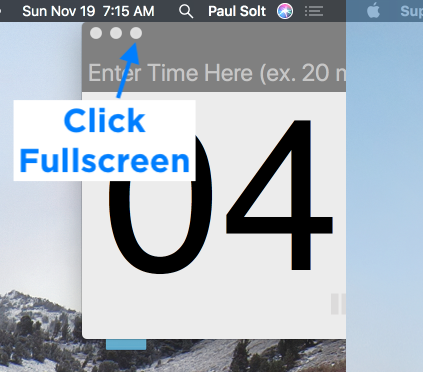 Sun Nov 19 7:15 AM Paul Solt Sup
Enter Time Here (ex. 20 m
Click
Fullscreen
04